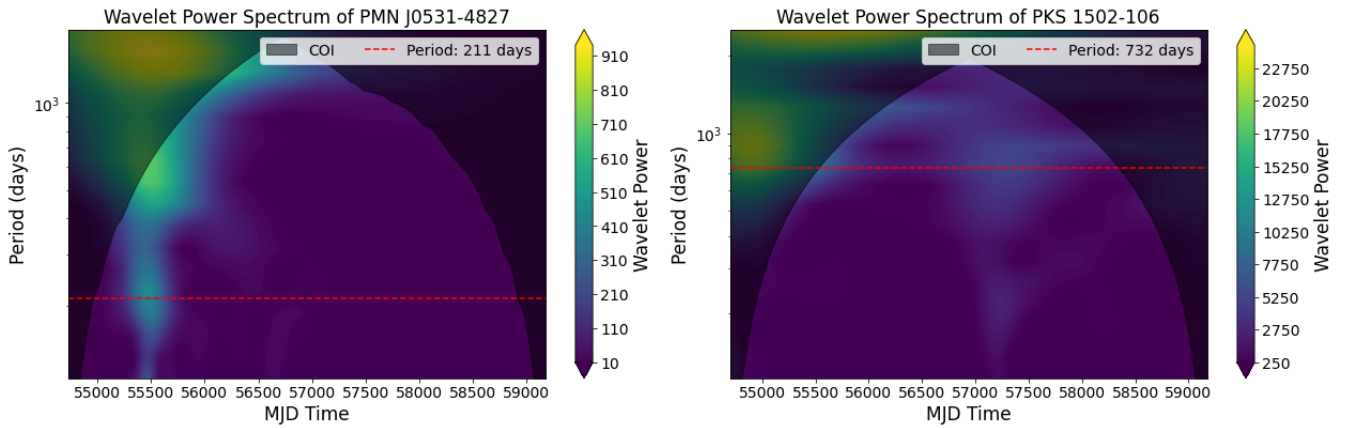 Wavelet Power Spectrum of PMN J0531-4827
COI
Period: 211 days
Period (days)
10³
55000 55500 56000 56500 57000 57500 58000 58500 59000
MJD Time
910
810
710
610
510
410
310
210
110
10
Wavelet Power
Wavelet Power Spectrum of PKS 1502-106
COI
Period: 732 days
Period (days)
10³
55000 55500 56000 56500 57000 57500 58000 58500 59000
MJD Time
22750
20250
17750
15250
12750
10250
7750
5250
2750
250
Wavelet Power